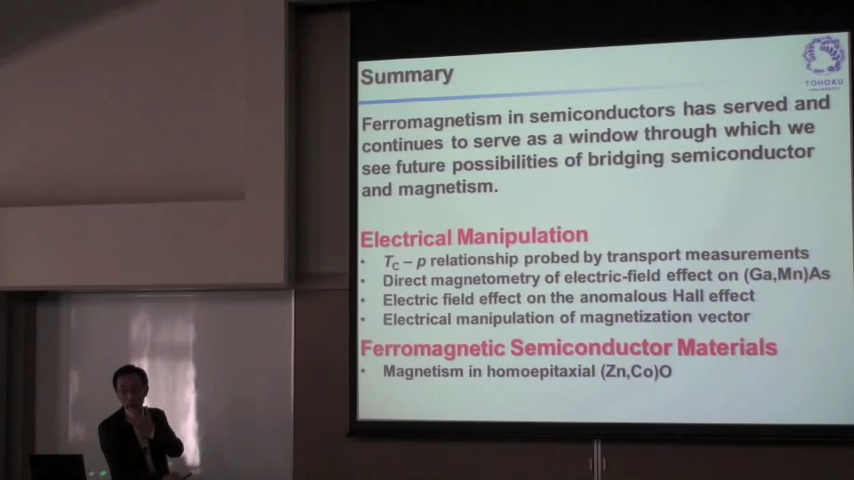 Summary
TOHOKU
UNIVERSITY
Ferromagnetism in semiconductors has served and
continues to serve as a window through which we
see future possibilities of bridging semiconductor
and magnetism.
Electrical Manipulation
• TC – p relationship probed by transport measurements
• Direct magnetometry of electric-field effect on (Ga,Mn)As
• Electric field effect on the anomalous Hall effect
• Electrical manipulation of magnetization vector
Ferromagnetic Semiconductor Materials
• Magnetism in homoepitaxial (Zn,Co)O